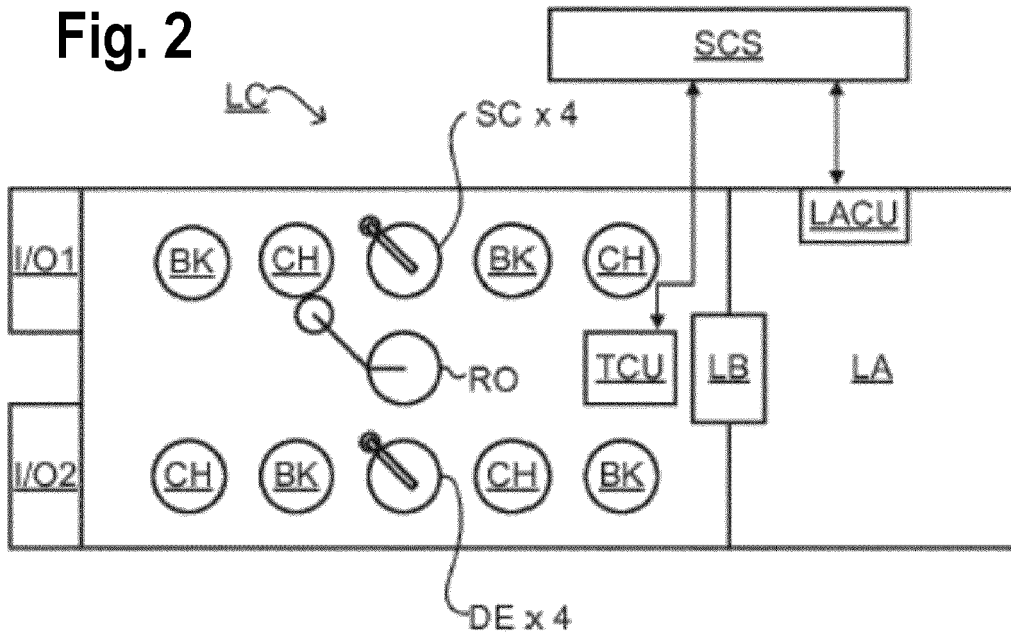 Fig. 2
SCS
LC
SC x 4
I/O1
BK
CH
BK
CH
LACU
RO
TCU
LB
LA
I/O2
CH
BK
CH
BK
DE x 4